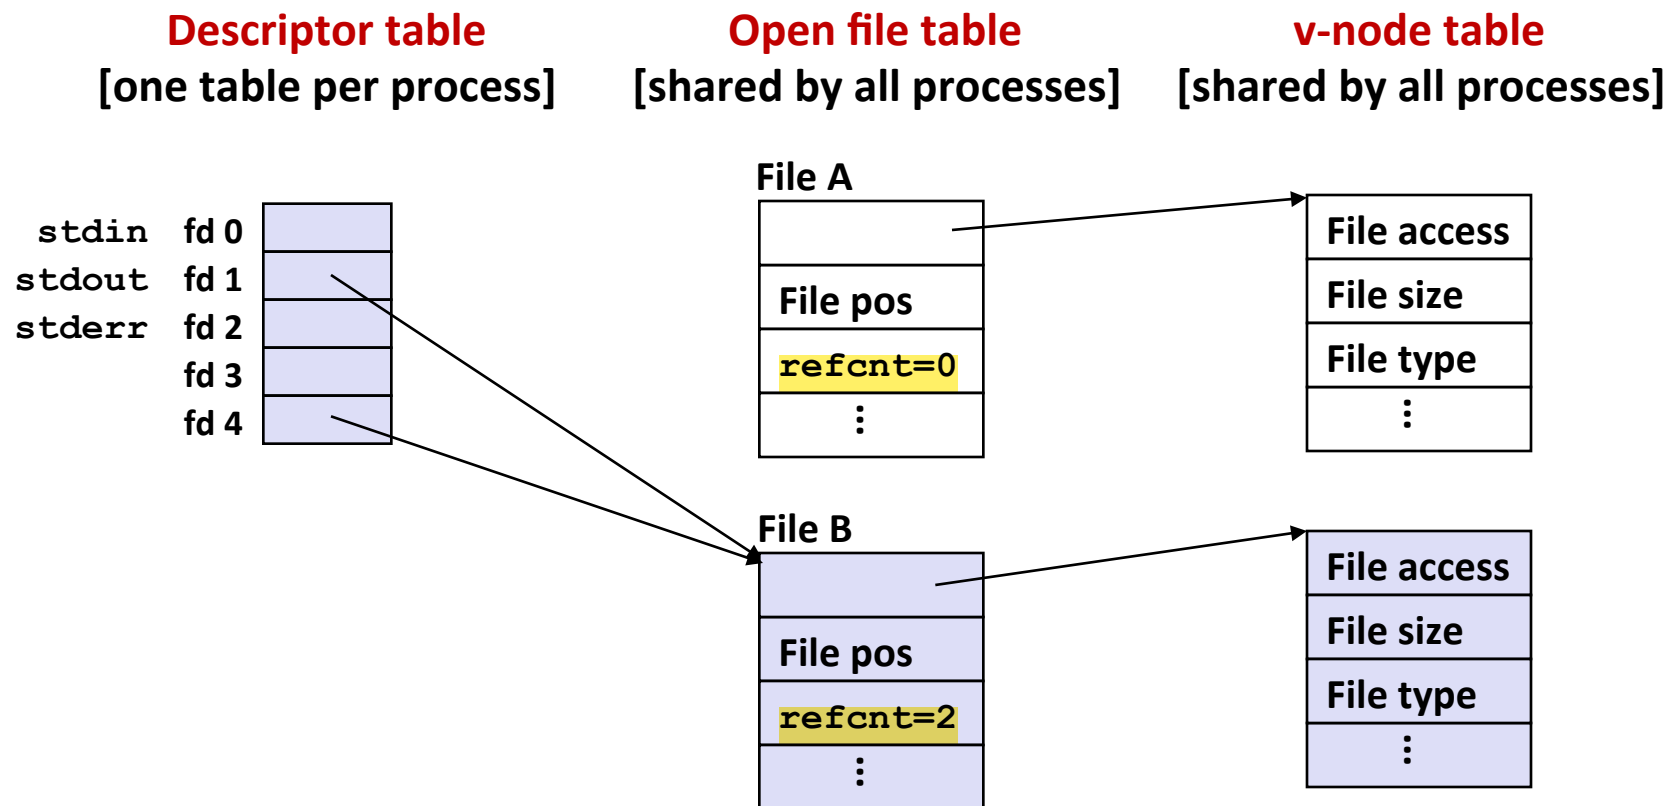 Descriptor table
[one table per process]
Open file table
[shared by all processes]
v-node table
[shared by all processes]
stdin fd 0
stdout fd 1
stderr fd 2
fd 3
fd 4
File A
File pos
refcnt=0
⋮
File access
File size
File type
⋮
File B
File pos
refcnt=2
⋮
File access
File size
File type
⋮